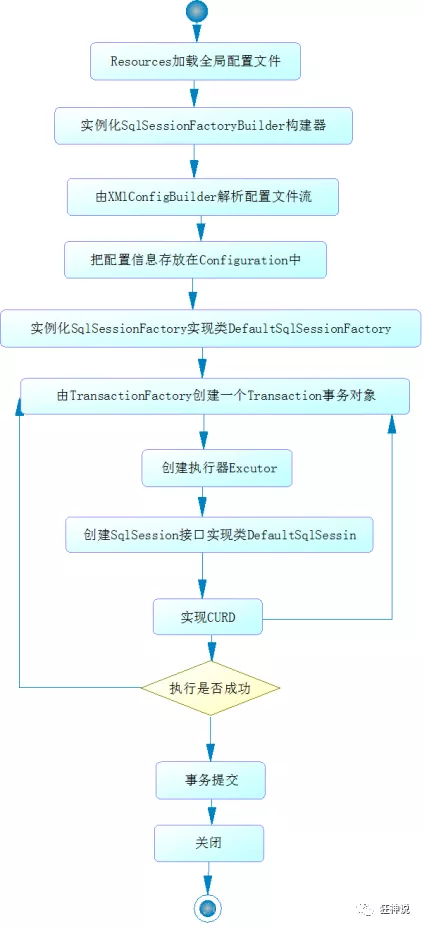 Resources加载全局配置文件
实例化SqlSessionFactoryBuilder构建器
由XMlConfigBuilder解析配置文件流
把配置信息存放在Configuration中
实例化SqlSessionFactory实现类DefaultSqlSessionFactory
由TransactionFactory创建一个Transaction事务对象
创建执行器Excutor
创建SqlSession接口实现类DefaultSqlSessin
实现CURD
执行是否成功
事务提交
关闭
狂神说